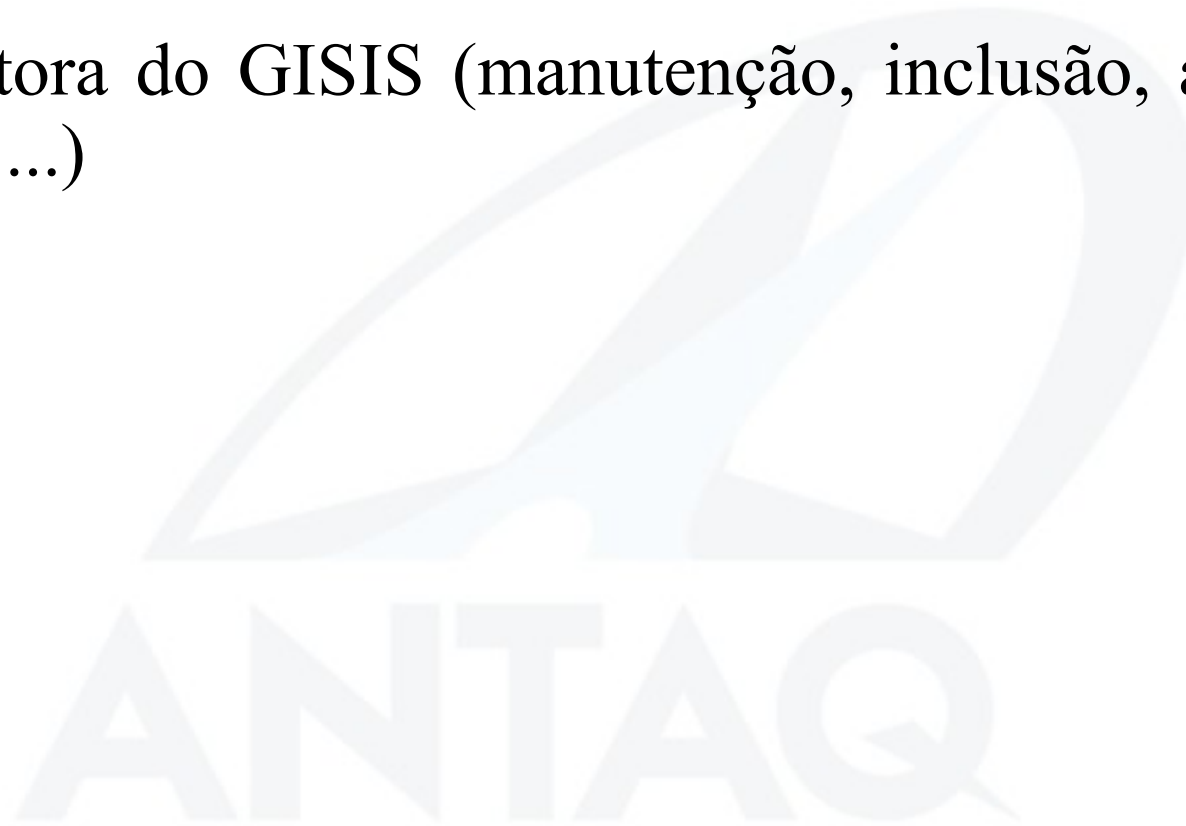 tora do GISIS (manutenção, inclusão, a
...)
ANTAQ